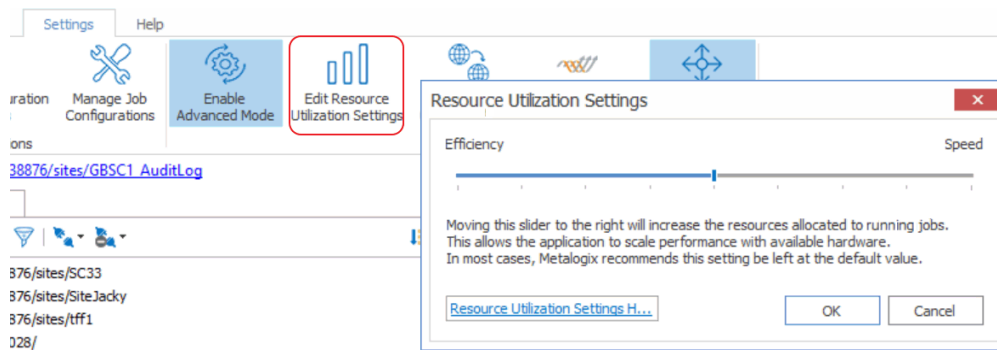 Settings Help
uration
Manage Job
Configurations
Enable
Advanced Mode
Edit Resource
Utilization Settings
ons
38876/sites/GBSC1_AuditLog
876/sites/SC33
876/sites/SiteJacky
876/sites/tff1
028/
Resource Utilization Settings
Efficiency Speed
Moving this slider to the right will increase the resources allocated to running jobs.
This allows the application to scale performance with available hardware.
In most cases, Metalogix recommends this setting be left at the default value.
Resource Utilization Settings H...
OK Cancel